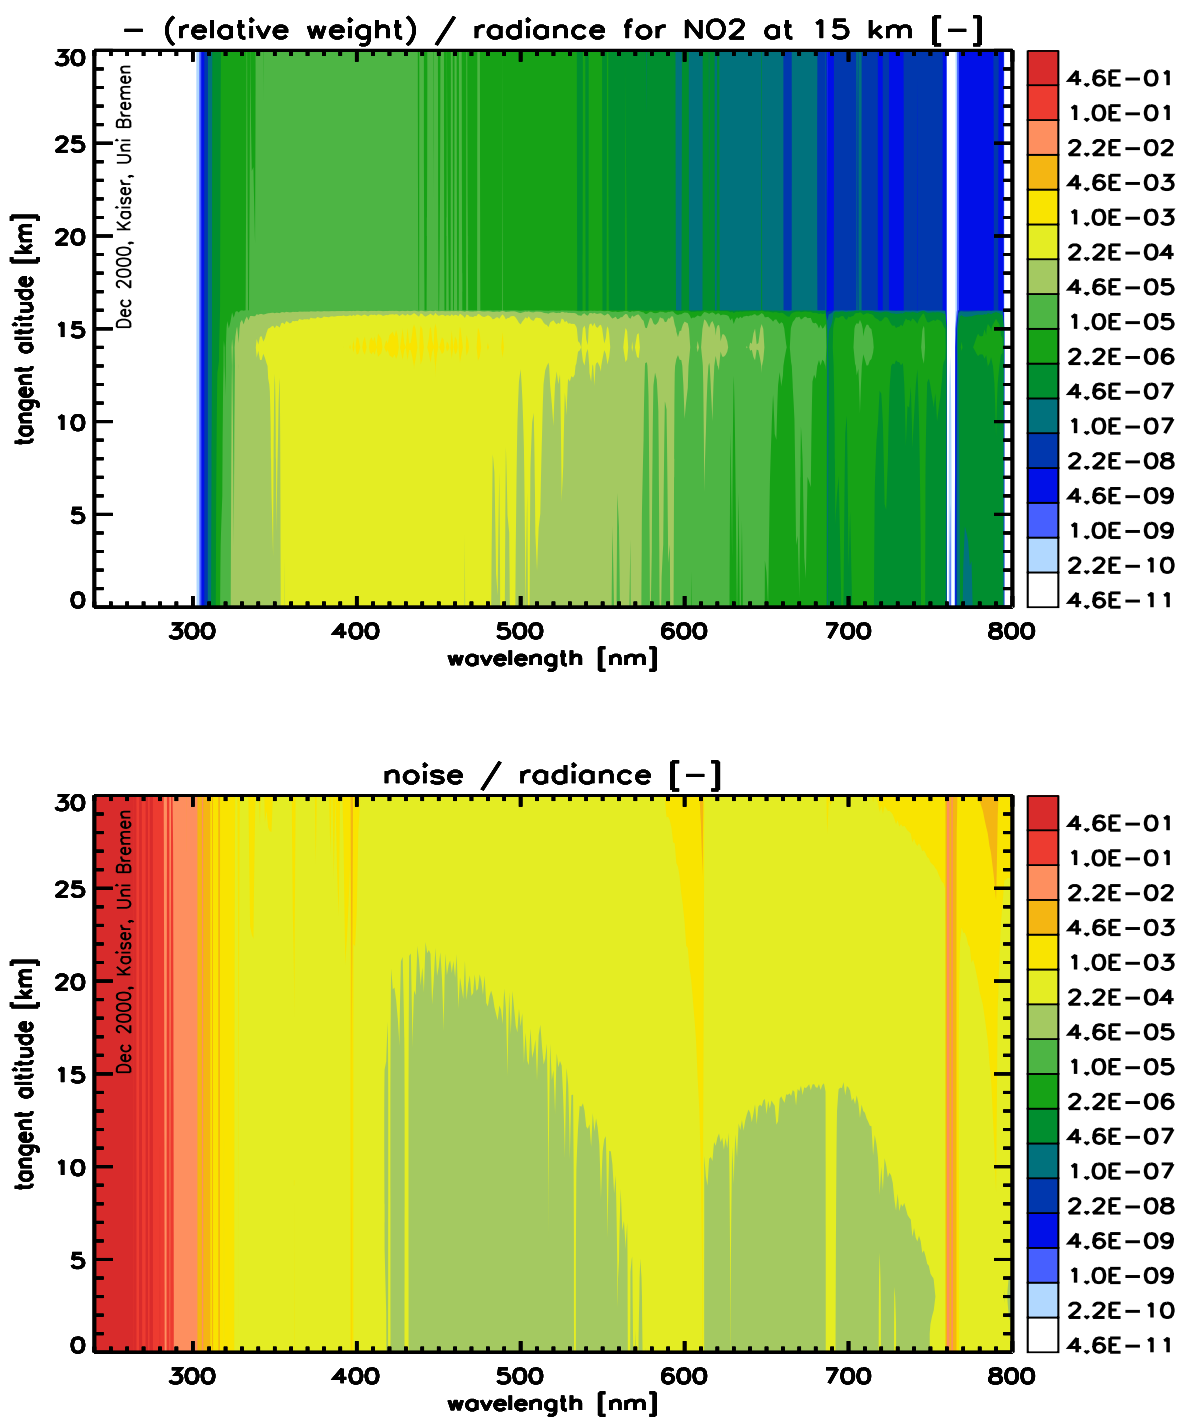 − (relative weight) / radiance for NO2 at 15 km [−]
30
25
20
15
10
5
0
tangent altitude [km]
Dec 2000, Kaiser, Uni Bremen
300 400 500 600 700 800
wavelength [nm]
4.6E−01
1.0E−01
2.2E−02
4.6E−03
1.0E−03
2.2E−04
4.6E−05
1.0E−05
2.2E−06
4.6E−07
1.0E−07
2.2E−08
4.6E−09
1.0E−09
2.2E−10
4.6E−11
noise / radiance [−]
30
25
20
15
10
5
0
tangent altitude [km]
Dec 2000, Kaiser, Uni Bremen
300 400 500 600 700 800
wavelength [nm]
4.6E−01
1.0E−01
2.2E−02
4.6E−03
1.0E−03
2.2E−04
4.6E−05
1.0E−05
2.2E−06
4.6E−07
1.0E−07
2.2E−08
4.6E−09
1.0E−09
2.2E−10
4.6E−11